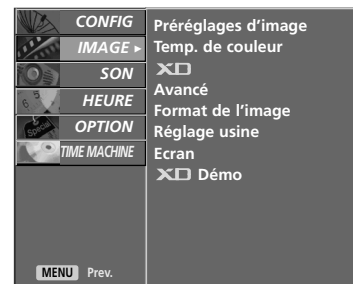 CONFIG
IMAGE
SON
HEURE
OPTION
TIME MACHINE
MENU Prev.
Préréglages d'image
Temp. de couleur
XD
Avancé
Format de l'image
Réglage usine
Ecran
XD Démo